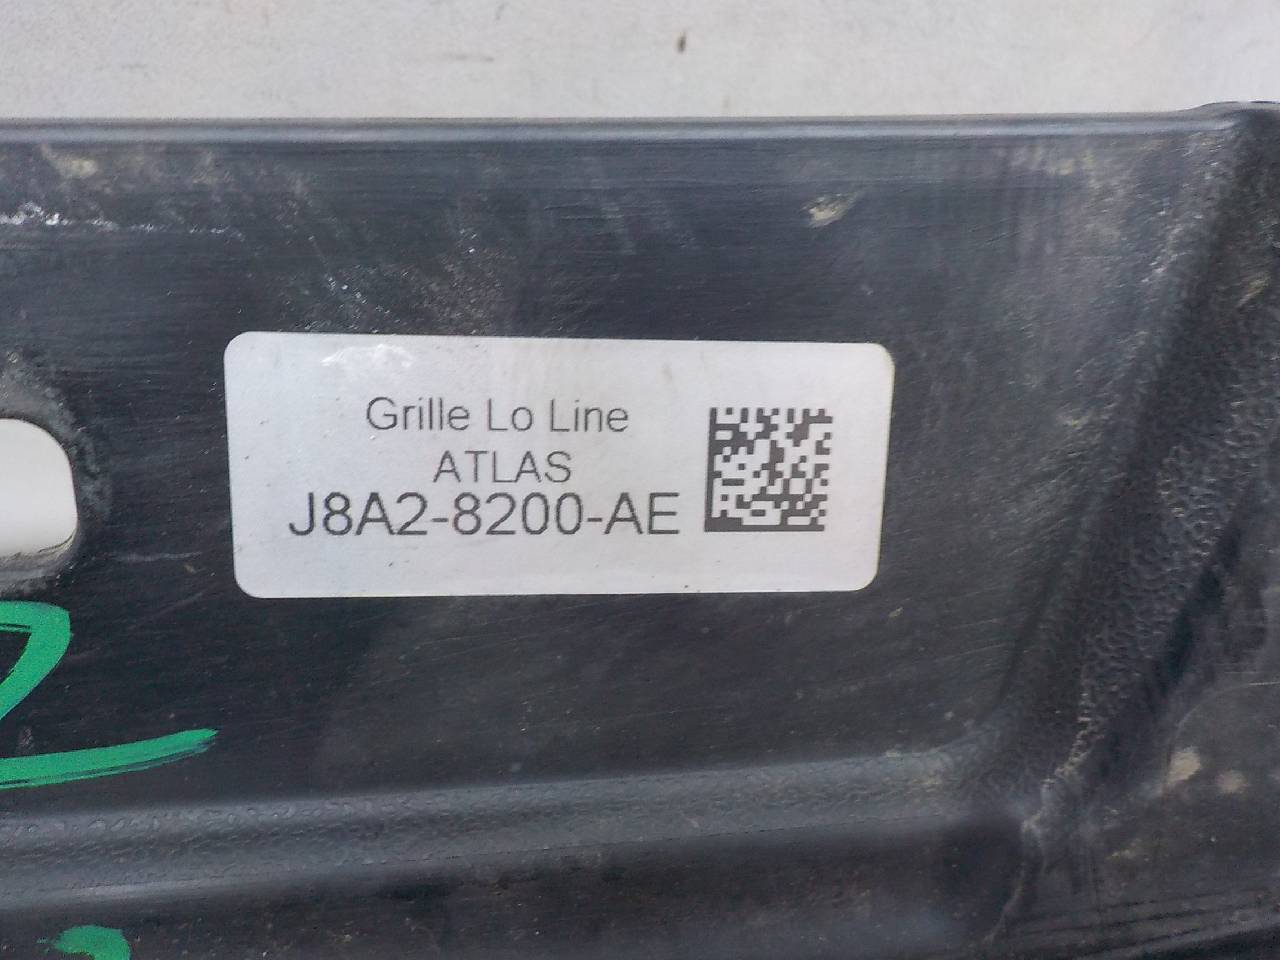 Grille Lo Line
ATLAS
J8A2-8200-AE